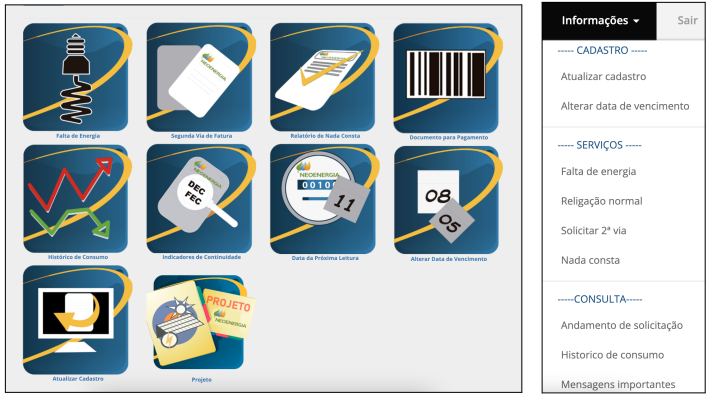 NEOENERGIA
NEOENERGIA
Falta de Energia
Segunda Via de Fatura
Relatório de Nada Consta
Documento para Pagamento
DEC
FEC
NEOENERGIA
NEOENERGIA
00100
11
08
05
Histórico de Consumo
Indicadores de Continuidade
Data da Próxima Leitura
Alterar Data de Vencimento
PROJETO
NEOENERGIA
Atualizar Cadastro
Projeto
Informações
Sair
----- CADASTRO -----
Atualizar cadastro
Alterar data de vencimento
----- SERVIÇOS -----
Falta de energia
Religação normal
Solicitar 2ª via
Nada consta
-----CONSULTA-----
Andamento de solicitação
Historico de consumo
Mensagens importantes